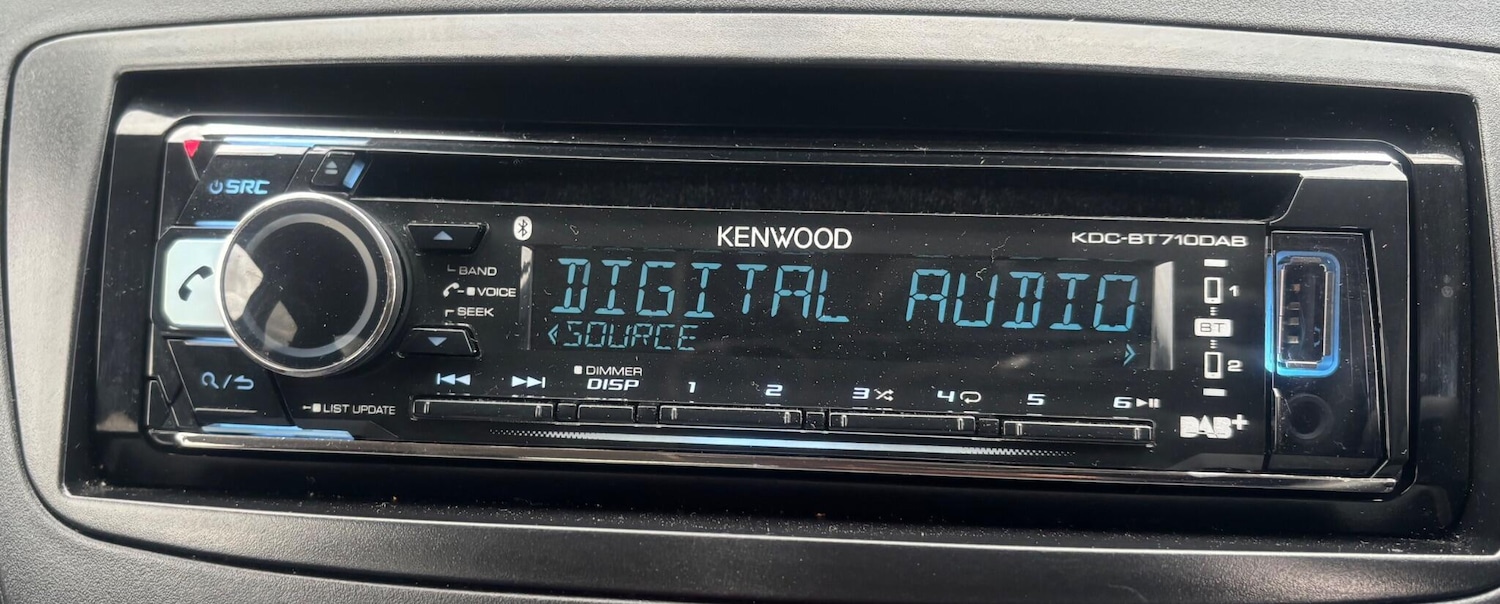 SRC
KENWOOD
KDC-BT710DAB
BAND
VOICE
SEEK
DIGITAL AUDIO
SOURCE
1
BT
2
DIMMER
DISP
1 2 3 4 5 6
LIST UPDATE
DAB+